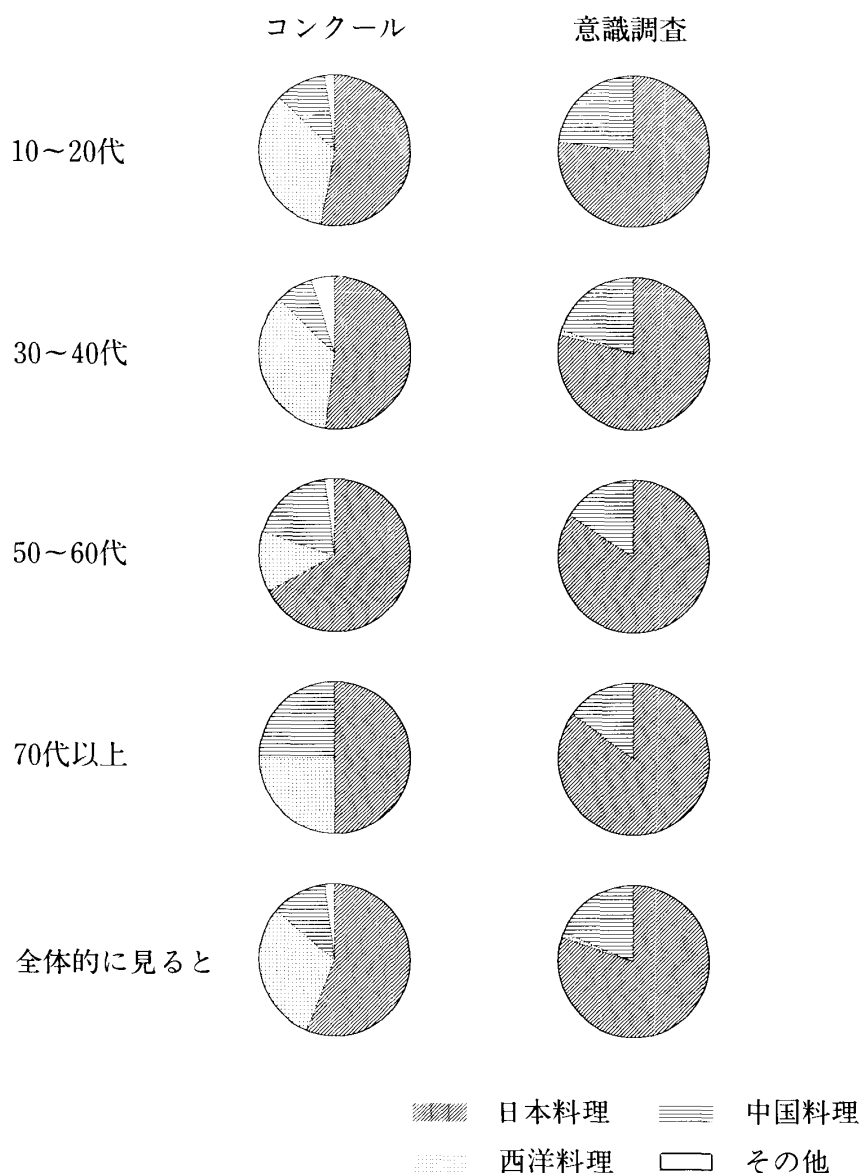 コンクール 意識調査
10~20代
30~40代
50~60代
70代以上
全体的に見ると
日本料理 中国料理
西洋料理 その他